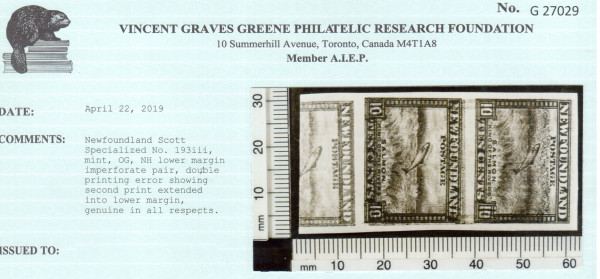 No. G 27029
VINCENT GRAVES GREENE PHILATELIC RESEARCH FOUNDATION
10 Summerhill Avenue, Toronto, Canada M4T1A8
Member A.I.E.P.
DATE: April 22, 2019
COMMENTS: Newfoundland Scott
Specialized No. 193iii,
mint, OG, NH lower margin
imperforate pair, double
printing error showing
second print extended
into lower margin,
genuine in all respects.
ISSUED TO:
30
20
10
mm
mm 10 20 30 40 50 60
NEWFOUNDLAND
POSTAGE
SALMON
TEN CENTS
10 10
NEWFOUNDLAND
POSTAGE
SALMON
TEN CENTS
10 10